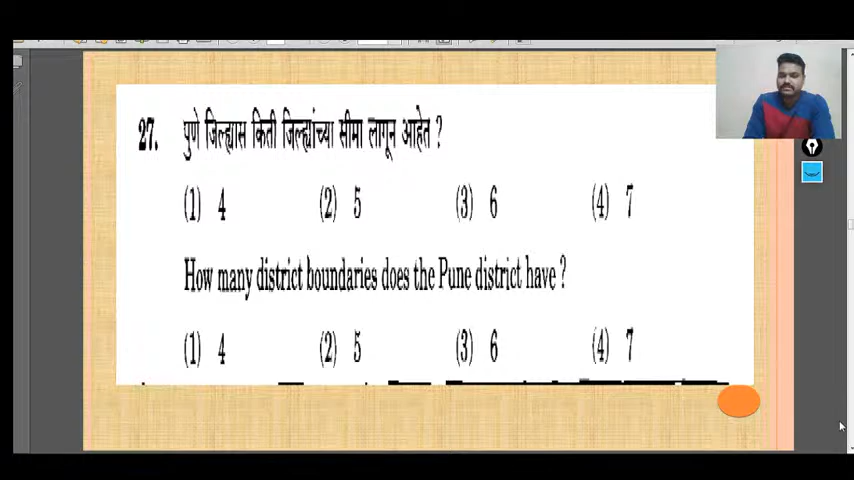 27. पुणे जिल्ह्यास किती जिल्ह्यांच्या सीमा लागून आहेत ?
(1) 4 (2) 5 (3) 6 (4) 7
How many district boundaries does the Pune district have ?
(1) 4 (2) 5 (3) 6 (4) 7